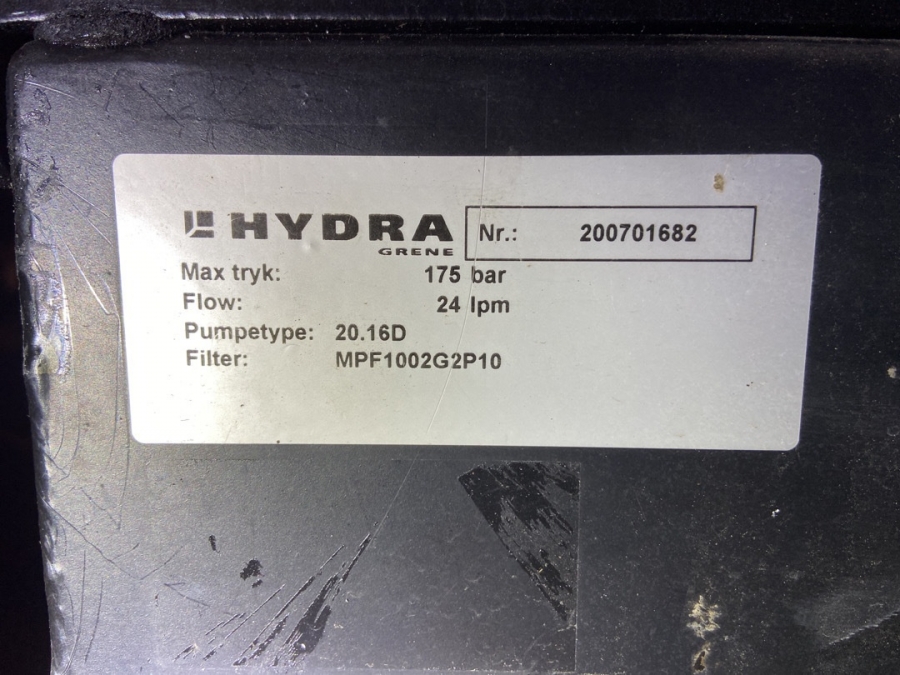 HYDRA
GRENE
Nr.: 200701682
Max tryk: 175 bar
Flow: 24 lpm
Pumpetype: 20.16D
Filter: MPF1002G2P10